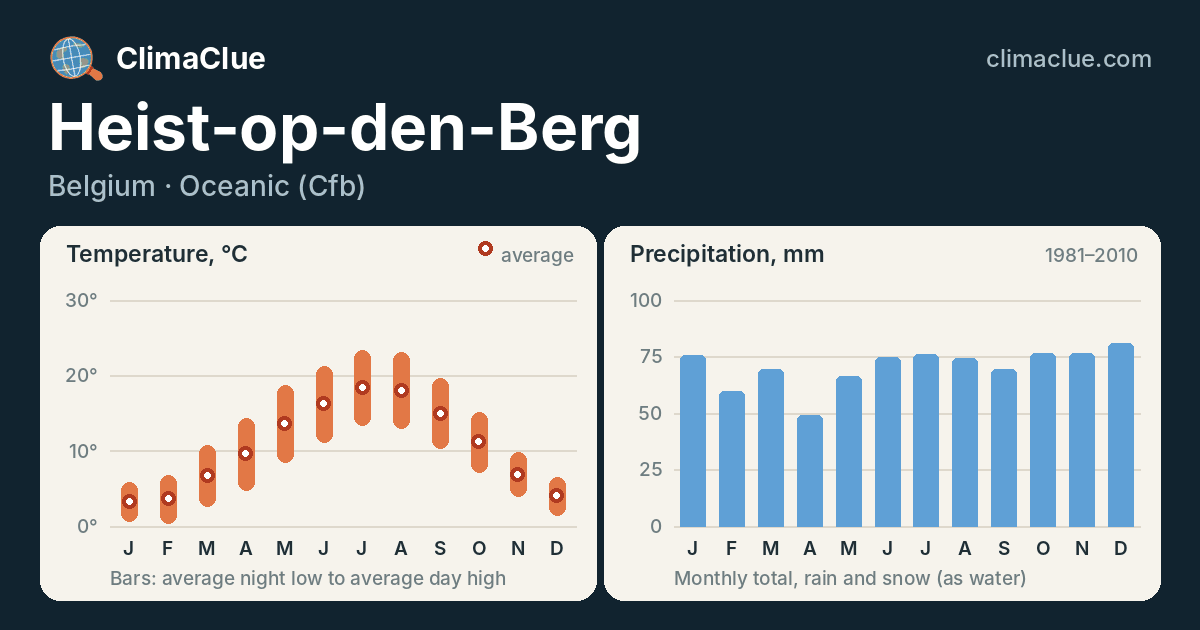 ClimaClue
climaclue.com
Heist-op-den-Berg
Belgium · Oceanic (Cfb)
Temperature, °C
average
30°
20°
10°
0°
J F M A M J J A S O N D
Bars: average night low to average day high
Precipitation, mm
1981–2010
100
75
50
25
0
J F M A M J J A S O N D
Monthly total, rain and snow (as water)